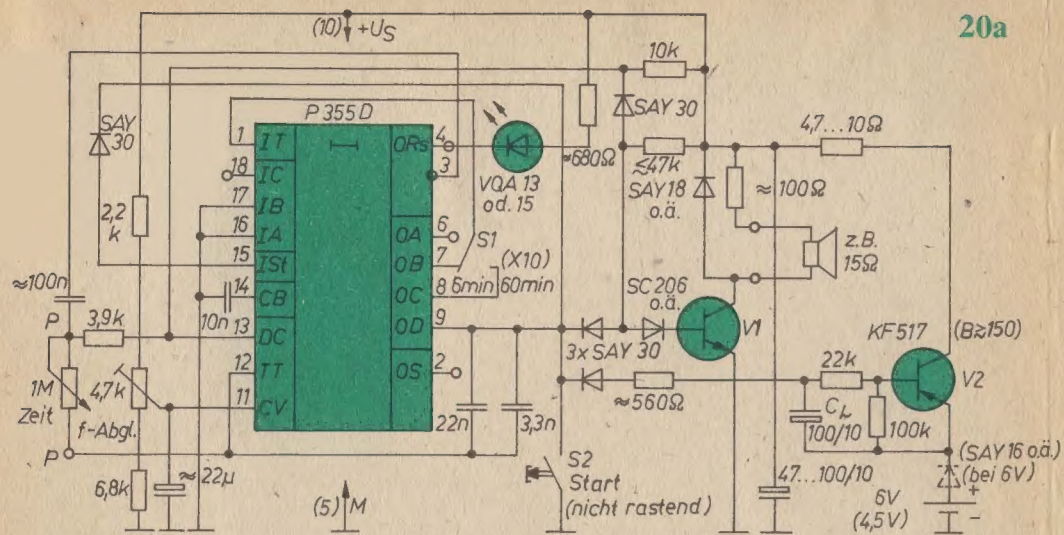 20a
(10) +US
10k
SAY 30
P355D
SAY
30
1 IT ORs 4
18 IC 3
17 IB
16 IA OA 6
15 ISt OB 7
14 CB OC 8
13 DC OD 9
12 TT OS 2
11 CV
VQA 13
od. 15
≈680Ω
≦47k
SAY 18
o.ä.
4,7...10Ω
≈100Ω
z.B.
15Ω
2,2
k
S1
(X10)
6min
60min
≈100n
10n
P
3,9k
SC 206
o.ä.
V1
3x SAY 30
KF517
(B≈150)
V2
1M
Zeit
4,7k
f-Abgl.
22k
≈560Ω
CL
100/10
100k
22n
3,3n
P
6,8k
≈22μ
(5) M
S2
Start
(nicht rastend)
47...100/10
(SAY 16 o.ä.)
(bei 6V)
6V
(4,5V)
+
-